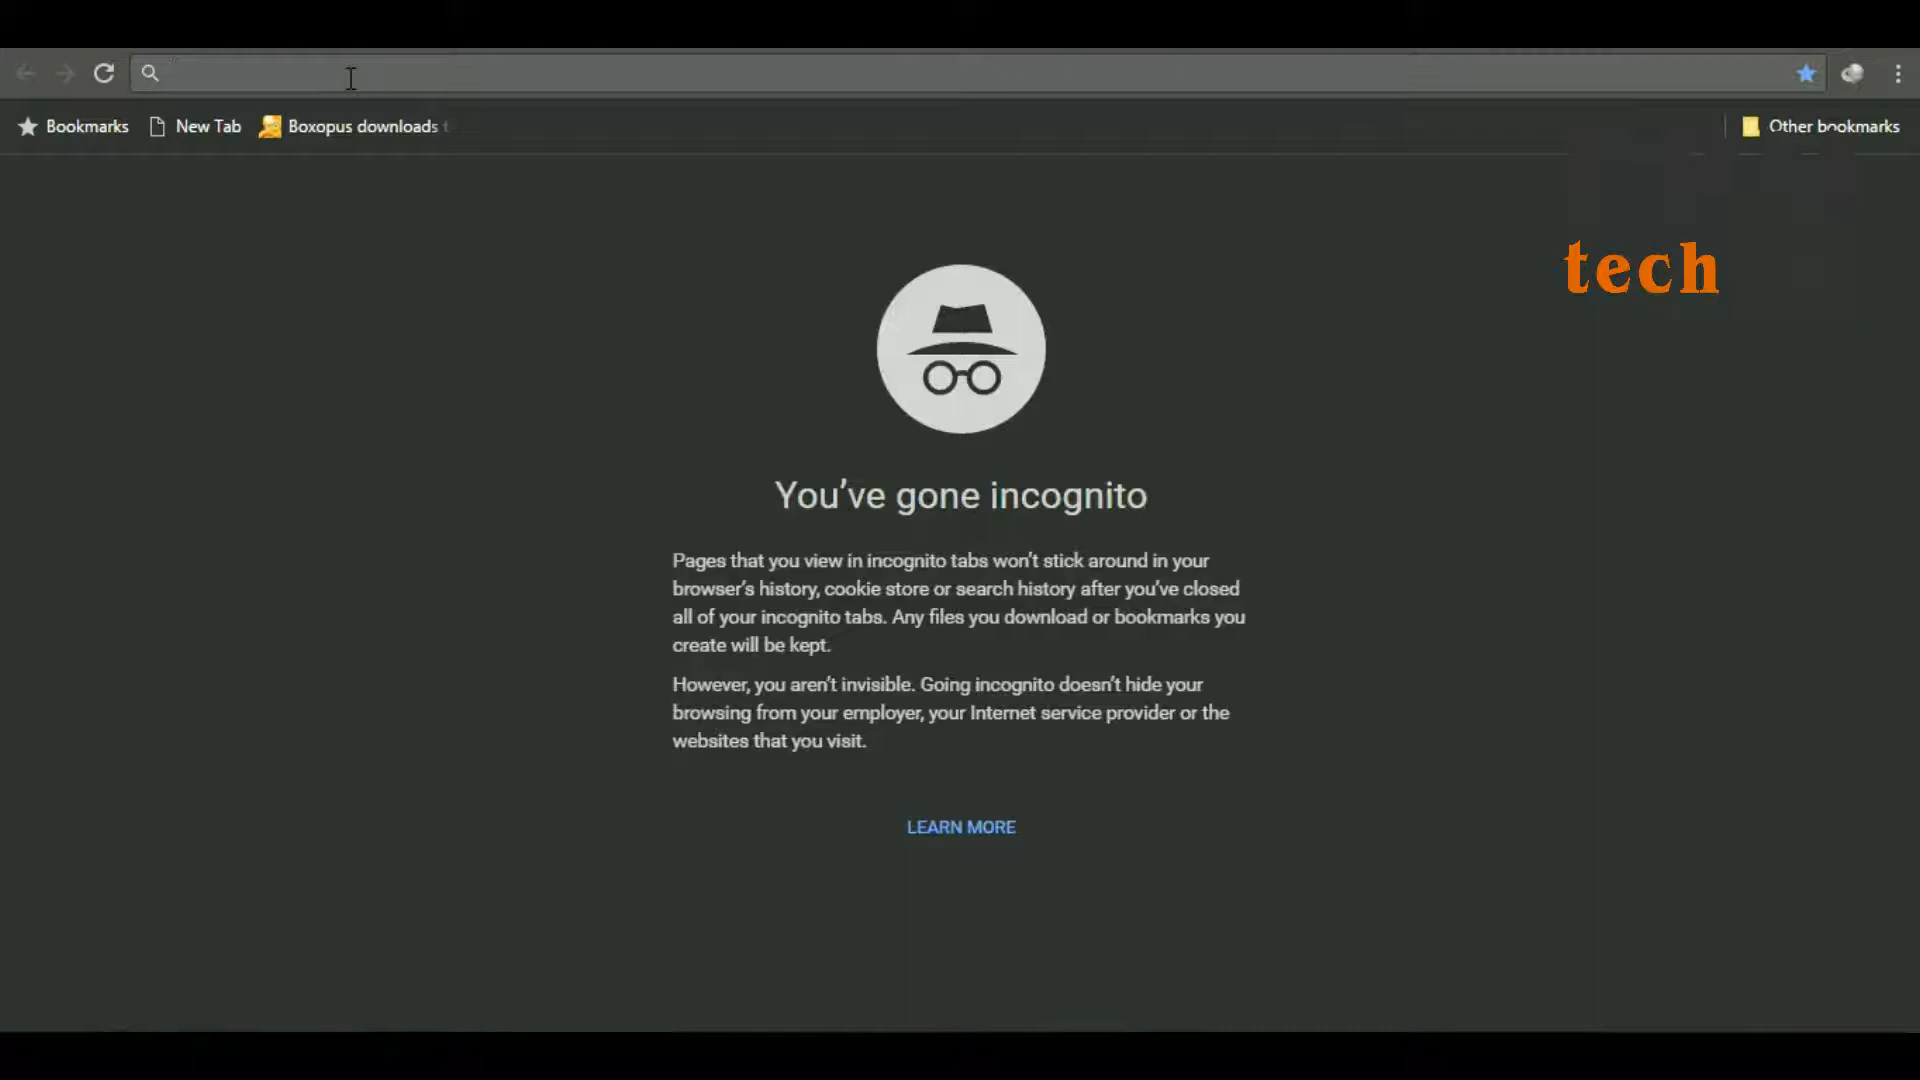 Bookmarks New Tab Boxopus downloads Other bookmarks
tech
You've gone incognito
Pages that you view in incognito tabs won't stick around in your
browser's history, cookie store or search history after you've closed
all of your incognito tabs. Any files you download or bookmarks you
create will be kept.
However, you aren't invisible. Going incognito doesn't hide your
browsing from your employer, your Internet service provider or the
websites that you visit.
LEARN MORE